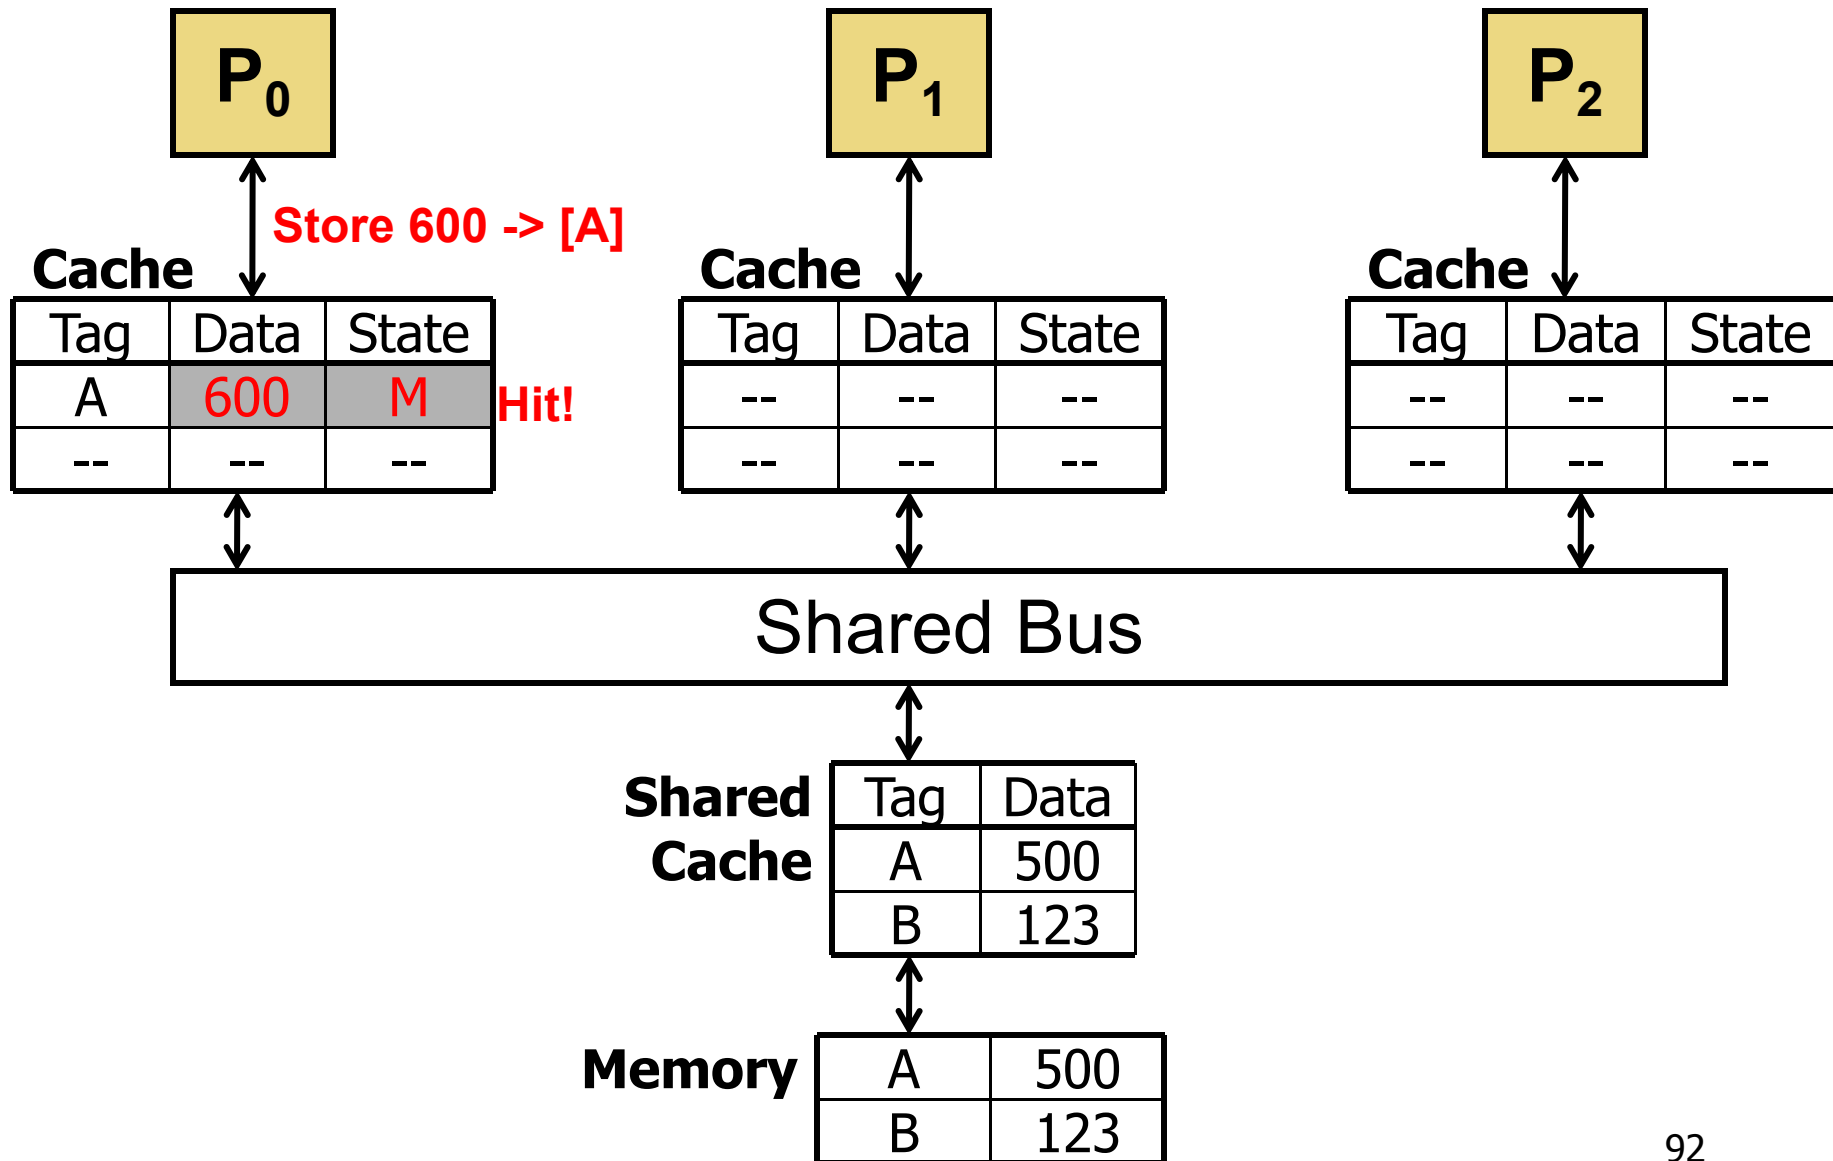 P0 P1 P2
Store 600 -> [A]
Cache Cache Cache
Tag Data State Tag Data State Tag Data State
A 600 M Hit! -- -- -- -- -- --
-- -- -- -- -- -- -- -- --
Shared Bus
Shared Tag Data
Cache A 500
B 123
Memory A 500
B 123
92